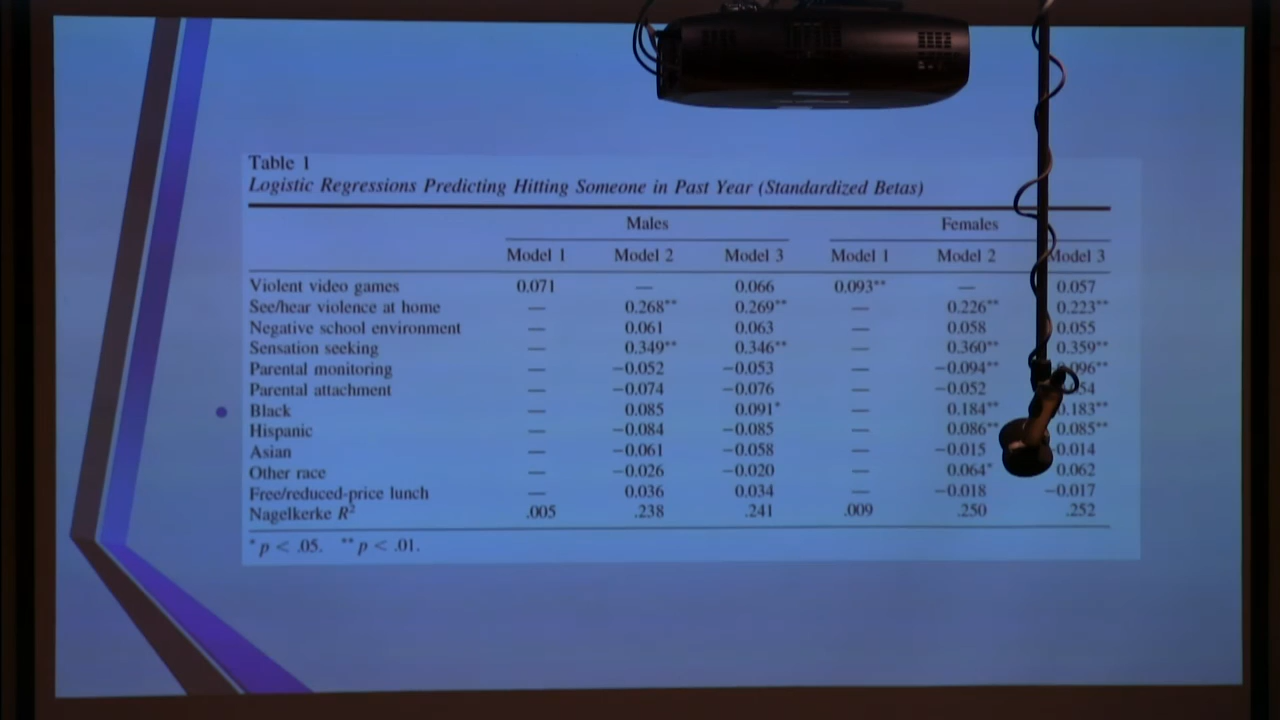 Table 1
Logistic Regressions Predicting Hitting Someone in Past Year (Standardized Betas)
Males Females
Model 1 Model 2 Model 3 Model 1 Model 2 Model 3
Violent video games 0.071 — 0.066 0.093** — 0.057
See/hear violence at home — 0.268** 0.269** — 0.226** 0.223**
Negative school environment — 0.061 0.063 — 0.058 0.055
Sensation seeking — 0.349** 0.346** — 0.360** 0.359**
Parental monitoring — −0.052 −0.053 — −0.094**
Parental attachment — −0.074 −0.076 — −0.052
Black — 0.085 0.091* — 0.184** 0.183**
Hispanic — −0.084 −0.085 — 0.086** 0.085**
Asian — −0.061 −0.058 — −0.015
Other race — −0.026 −0.020 — 0.064* 0.062
Free/reduced-price lunch — 0.036 0.034 — −0.018 −0.017
Nagelkerke R² .005 .238 .241 .009 .250 .252
* p < .05. ** p < .01.